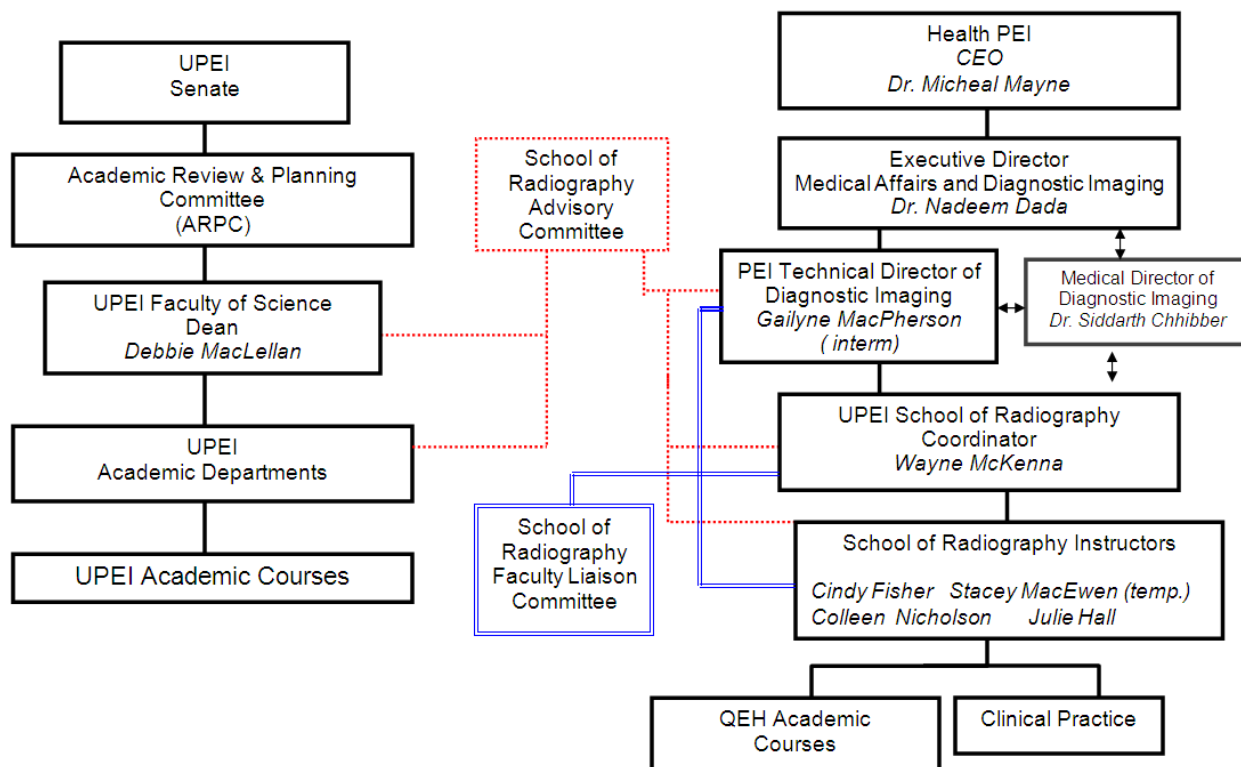 UPEI
Senate
Academic Review & Planning
Committee
(ARPC)
UPEI Faculty of Science
Dean
Debbie MacLellan
UPEI
Academic Departments
UPEI Academic Courses
School of
Radiography
Advisory
Committee
School of
Radiography
Faculty Liaison
Committee
Health PEI
CEO
Dr. Micheal Mayne
Executive Director
Medical Affairs and Diagnostic Imaging
Dr. Nadeem Dada
PEI Technical Director of
Diagnostic Imaging
Gailyne MacPherson
( interm)
Medical Director of
Diagnostic Imaging
Dr. Siddarth Chhibber
UPEI School of Radiography
Coordinator
Wayne McKenna
School of Radiography Instructors
Cindy Fisher Stacey MacEwen (temp.)
Colleen Nicholson Julie Hall
QEH Academic
Courses
Clinical Practice